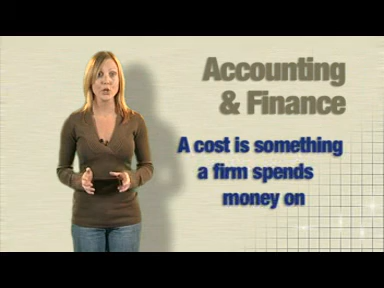 Accounting
& Finance
A cost is something
a firm spends
money on